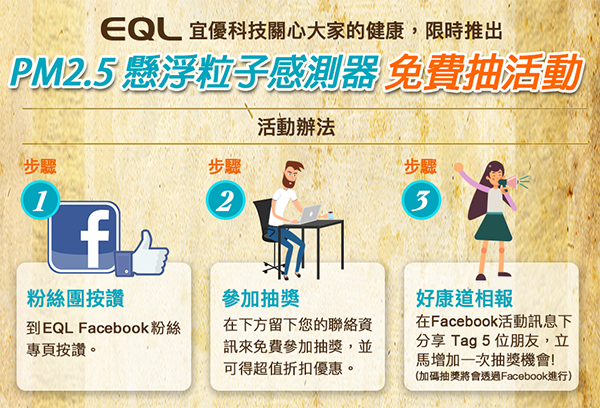 EQL 宜優科技關心大家的健康，限時推出
PM2.5 懸浮粒子感測器 免費抽活動
活動辦法
步驟
1
粉絲團按讚
到EQL Facebook粉絲
專頁按讚。
步驟
2
參加抽獎
在下方留下您的聯絡資
訊來免費參加抽獎，並
可得超值折扣優惠。
步驟
3
好康道相報
在Facebook活動訊息下
分享 Tag 5 位朋友，立
馬增加一次抽獎機會!
(加碼抽獎將會透過Facebook進行)